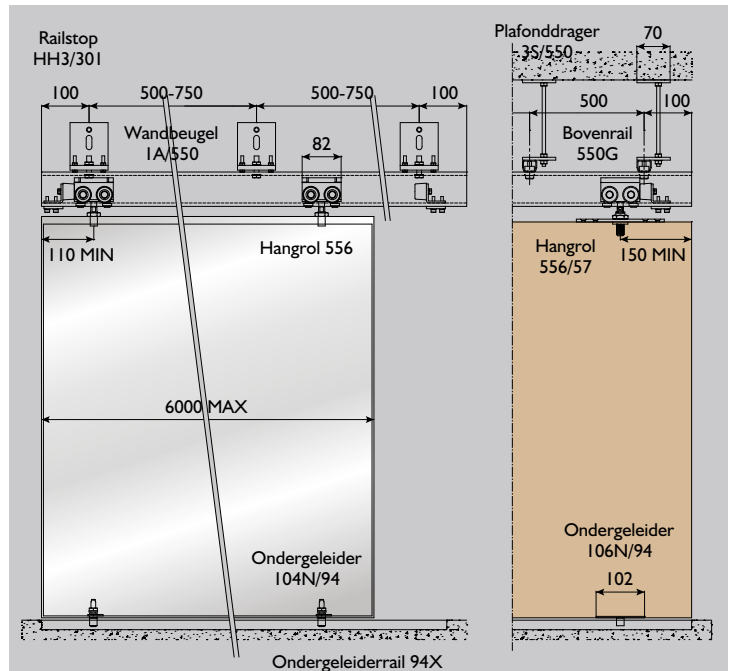 Railstop
HH3/301
100
500-750
500-750
100
Wandbeugel
1A/550
82
110 MIN
Hangrol 556
6000 MAX
Ondergeleider
104N/94
Ondergeleiderrail 94X
Plafonddrager
3S/550
70
500
100
Bovenrail
550G
Hangrol
556/57
150 MIN
Ondergeleider
106N/94
102